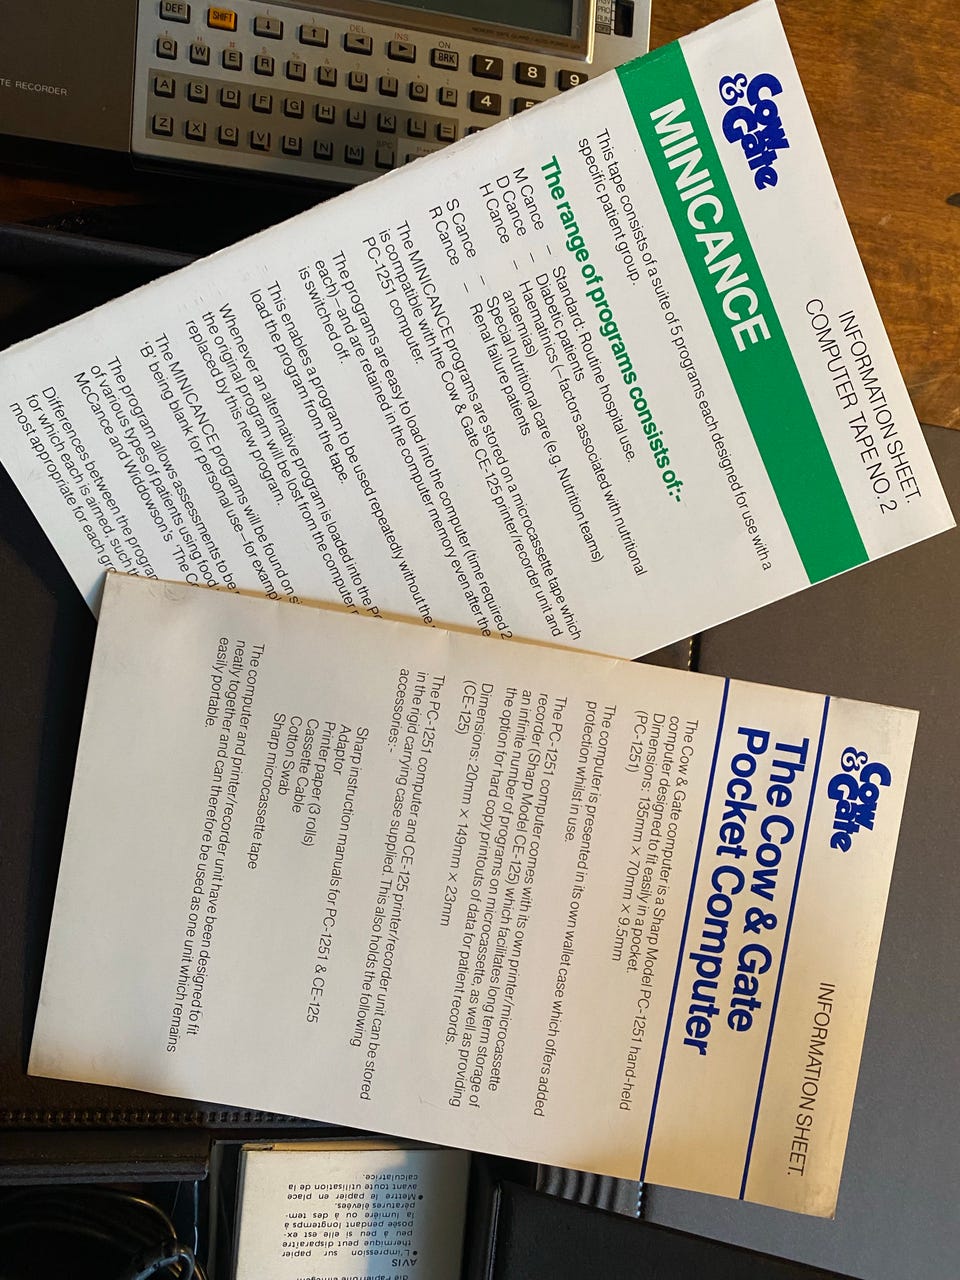 Cow
& Gate
INFORMATION SHEET.
COMPUTER TAPE NO. 2
MINICANCE
This tape consists of a suite of 5 programs each designed for use with a
specific patient group.
The range of programs consists of:-
M Cance – Standard: Routine hospital use.
D Cance – Diabetic patients
H Cance – Haematinics (–factors associated with nutritional
anaemias)
S Cance – Special nutritional care (e.g. Nutrition teams)
R Cance – Renal failure patients
The MINICANCE programs are stored on a microcassette tape which
is compatible with the Cow & Gate CE-125 printer/recorder unit and
PC-1251 computer.
The programs are easy to load into the computer (time required 2
each – and are retained in the computer memory even after the
is switched off.
This enables a program to be used repeatedly without the
load the program from the tape.
Whenever an alternative program is loaded into the
the original program will be lost from the computer
replaced by this new program.
The MINICANCE programs will be found on
'B' being blank for personal use – for
The program allows assessments to be
of various types of patients using
McCance and Widdowson's 'The
Differences between the
for which each is aimed, such
most appropriate for each
Cow
& Gate
INFORMATION SHEET.
The Cow & Gate
Pocket Computer
The Cow & Gate computer is a Sharp Model PC-1251 hand-held
computer designed to fit easily in a pocket.
Dimensions: 135mm × 70mm × 9.5mm
(PC-1251)
The computer is presented in its own wallet case which offers added
protection whilst in use.
The PC-1251 computer comes with its own printer/microcassette
recorder (Sharp Model CE-125) which facilitates long term storage of
an infinite number of programs on microcassette, as well as providing
the option for hard copy printouts of data for patient records.
Dimensions: 20mm × 149mm × 23mm
(CE-125)
The PC-1251 computer and CE-125 printer/recorder unit can be stored
in the rigid carrying case supplied. This also holds the following
accessories:-
Sharp instruction manuals for PC-1251 & CE-125
Adaptor
Printer paper (3 rolls)
Cassette Cable
Cotton Swab
Sharp microcassette tape
The computer and printer/recorder unit have been designed to fit
neatly together and can therefore be used as one unit which remains
easily portable.
TE RECORDER
DEF SHIFT ↓ ↑ ◄ ► BRK 7 8 9
DEL INS ON
Q W E R T Y U I O P 4
A S D F G H J K L =
Z X C V B N M SPC
AVIS
● L'impression sur papier
thermique peut disparaître
peu à peu si elle est ex-
posée pendant longtemps à
la lumière ou à des tem-
pératures élevées.
● Mettre le papier en place
avant toute utilisation de la
calculatrice.